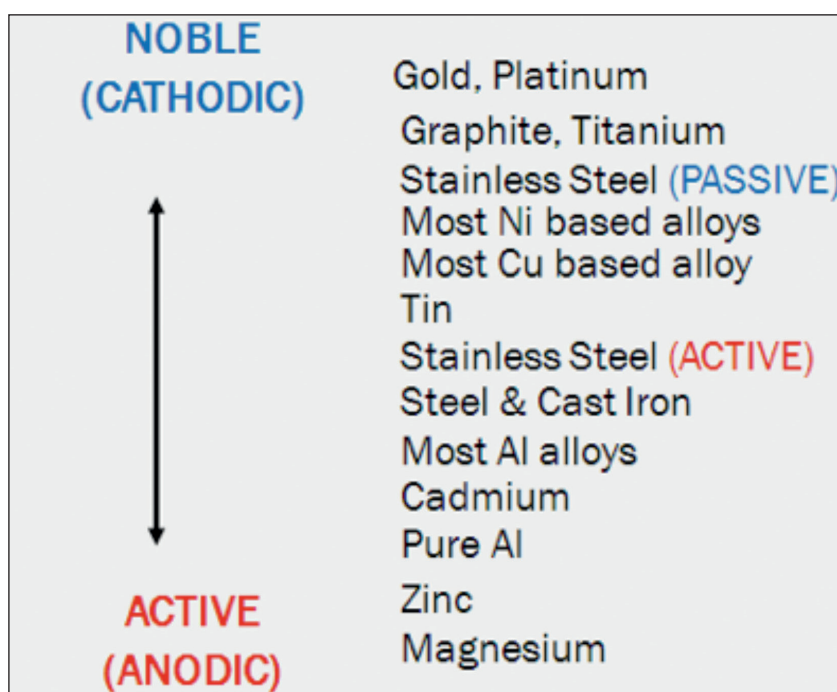 NOBLE
(CATHODIC)
Gold, Platinum
Graphite, Titanium
Stainless Steel (PASSIVE)
Most Ni based alloys
Most Cu based alloy
Tin
Stainless Steel (ACTIVE)
Steel & Cast Iron
Most Al alloys
Cadmium
Pure Al
Zinc
Magnesium
ACTIVE
(ANODIC)